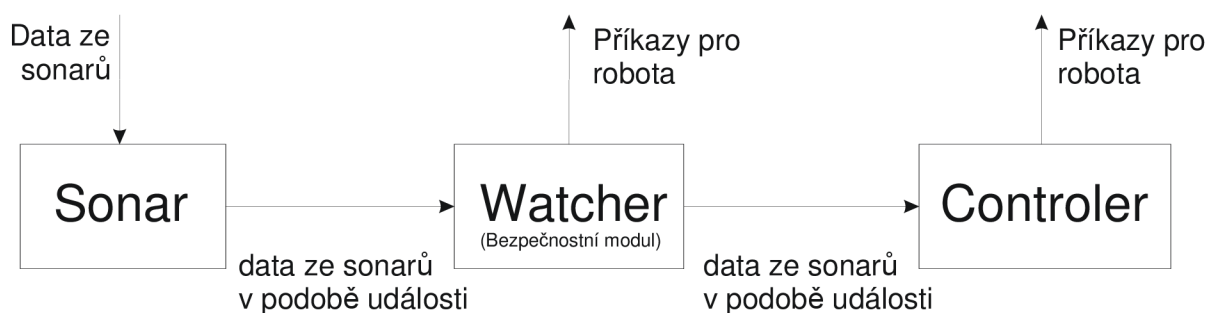 Data ze
sonarů
Příkazy pro
robota
Příkazy pro
robota
Sonar
Watcher
(Bezpečnostní modul)
Controler
data ze sonarů
v podobě události
data ze sonarů
v podobě události